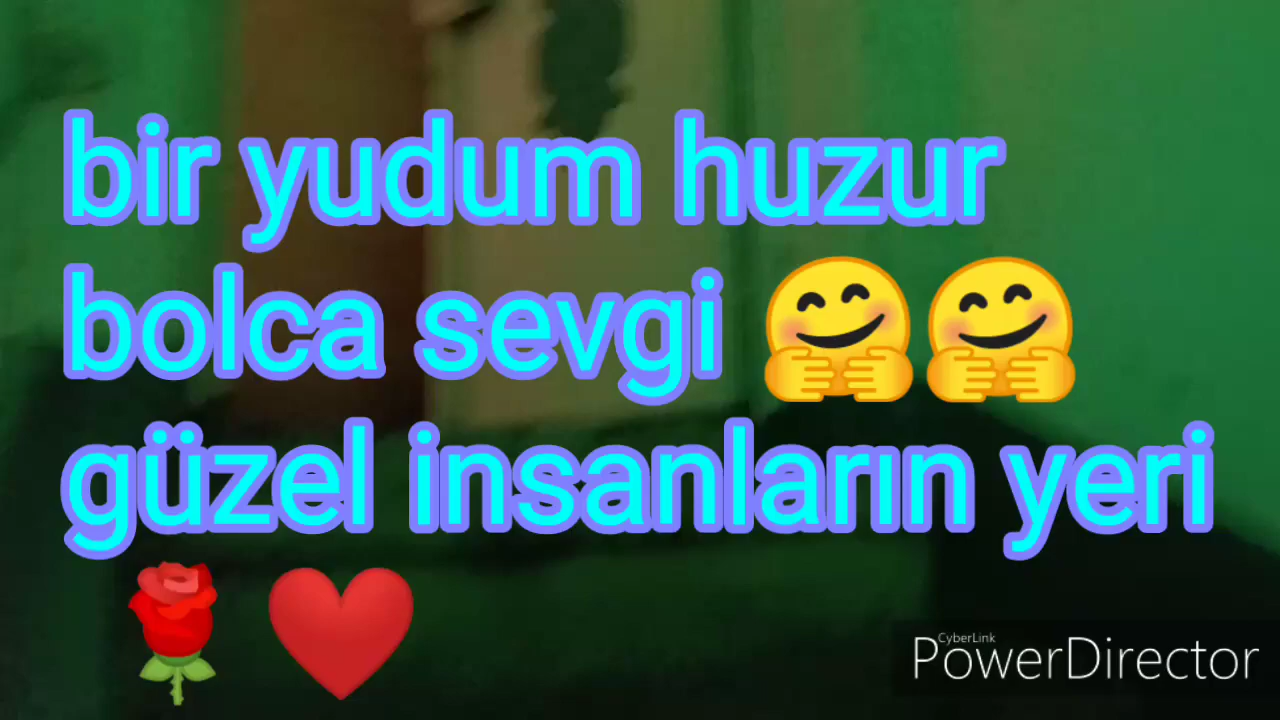 bir yudum huzur
bolca sevgi 🤗🤗
güzel insanların yeri
🌹❤️
CyberLink
PowerDirector